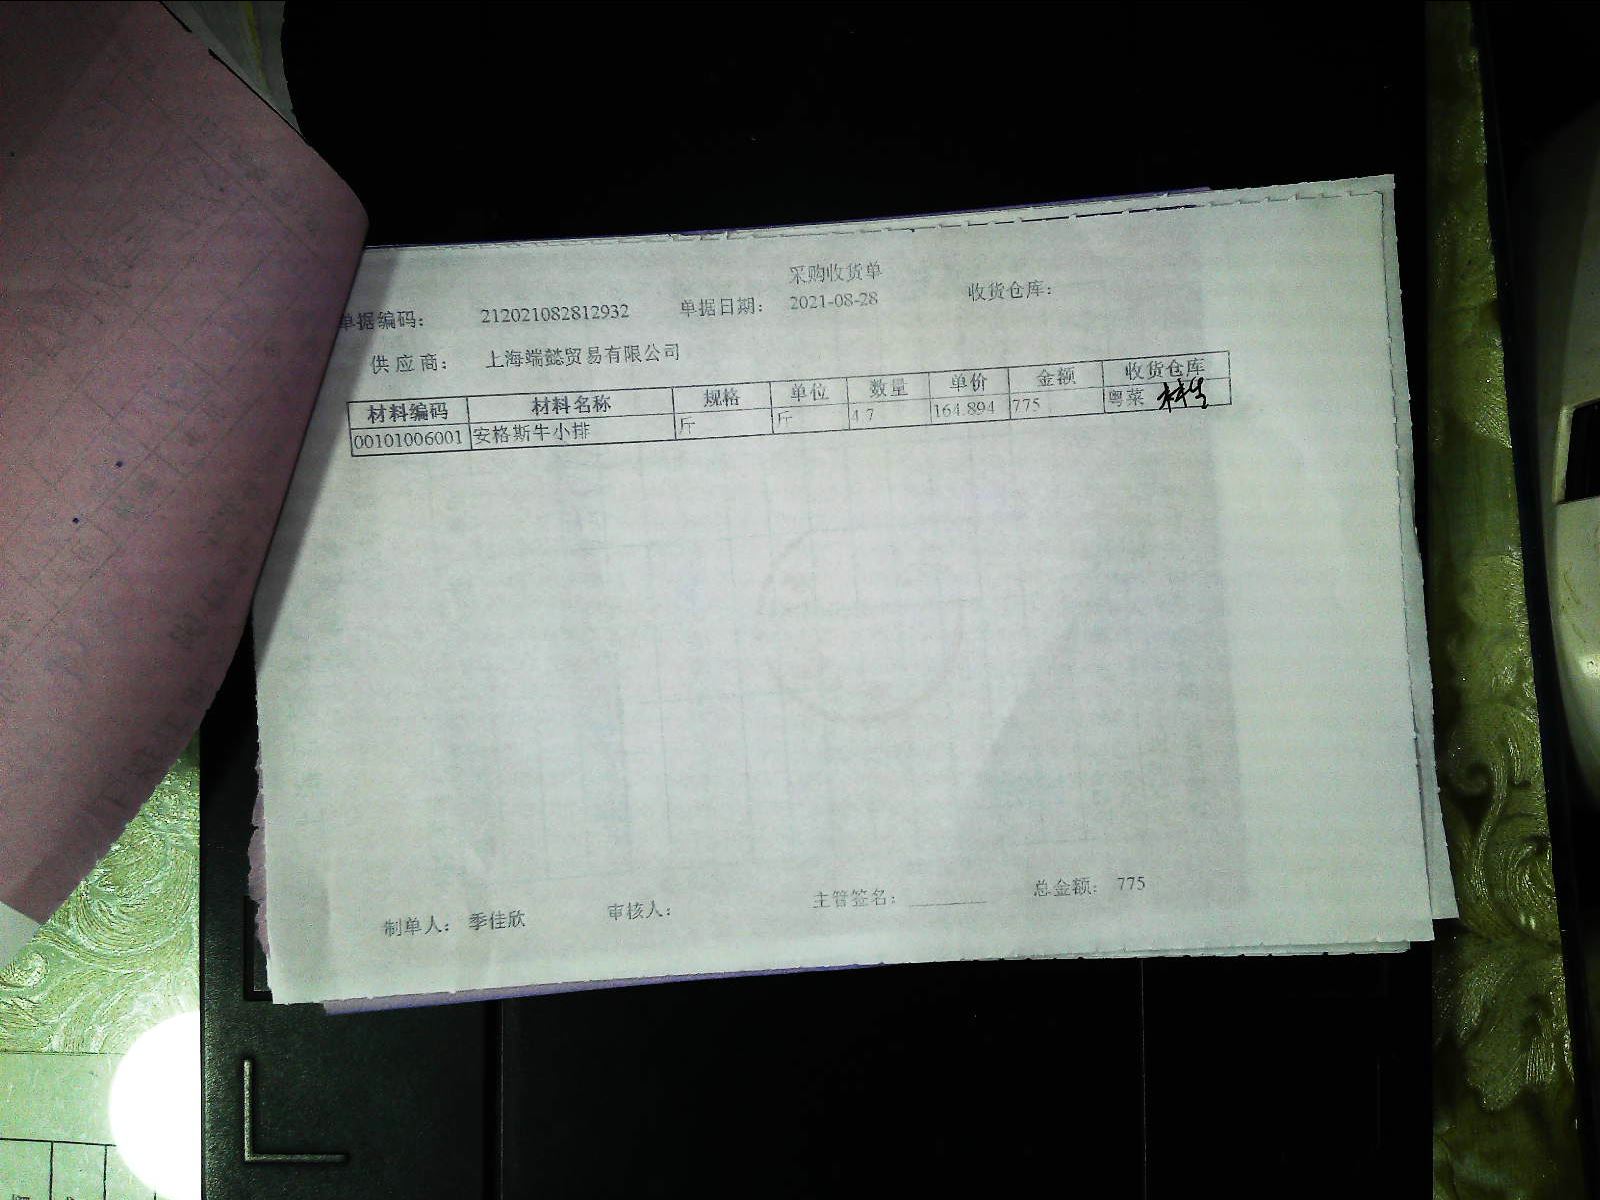 采购收货单
单据编码： 212021082812932 单据日期： 2021-08-28 收货仓库：
供应商： 上海端懿贸易有限公司
材料编码 材料名称 规格 单位 数量 单价 金额 收货仓库
00101006001 安格斯牛小排 斤 斤 4.7 164.894 775 粤菜
制单人： 季佳欣 审核人： 主管签名： 总金额： 775